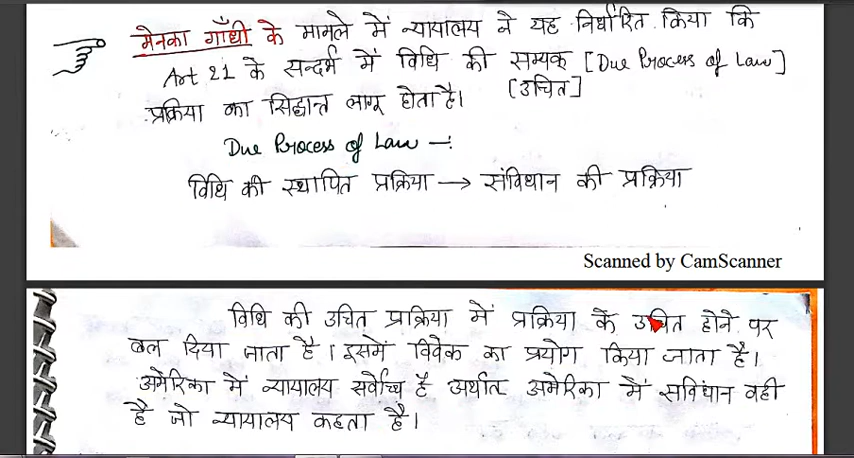 मेनका गाँधी के मामले में न्यायालय ने यह निर्धारित किया कि
Art 21 के सन्दर्भ में विधि की सम्यक [Due Process of Law]
[उचित]
प्रक्रिया का सिद्धान्त लागू होता है।
Due Process of Law —:
विधि की स्थापित प्रक्रिया → संविधान की प्रक्रिया
Scanned by CamScanner
विधि की उचित प्राक्रिया में प्रक्रिया के उचित होने पर
बल दिया जाता है। इसमें विवेक का प्रयोग किया जाता है।
अमेरिका में न्यायालय सर्वोच्च है अर्थात अमेरिका में सविधान वही
है जो न्यायालय कहता है।